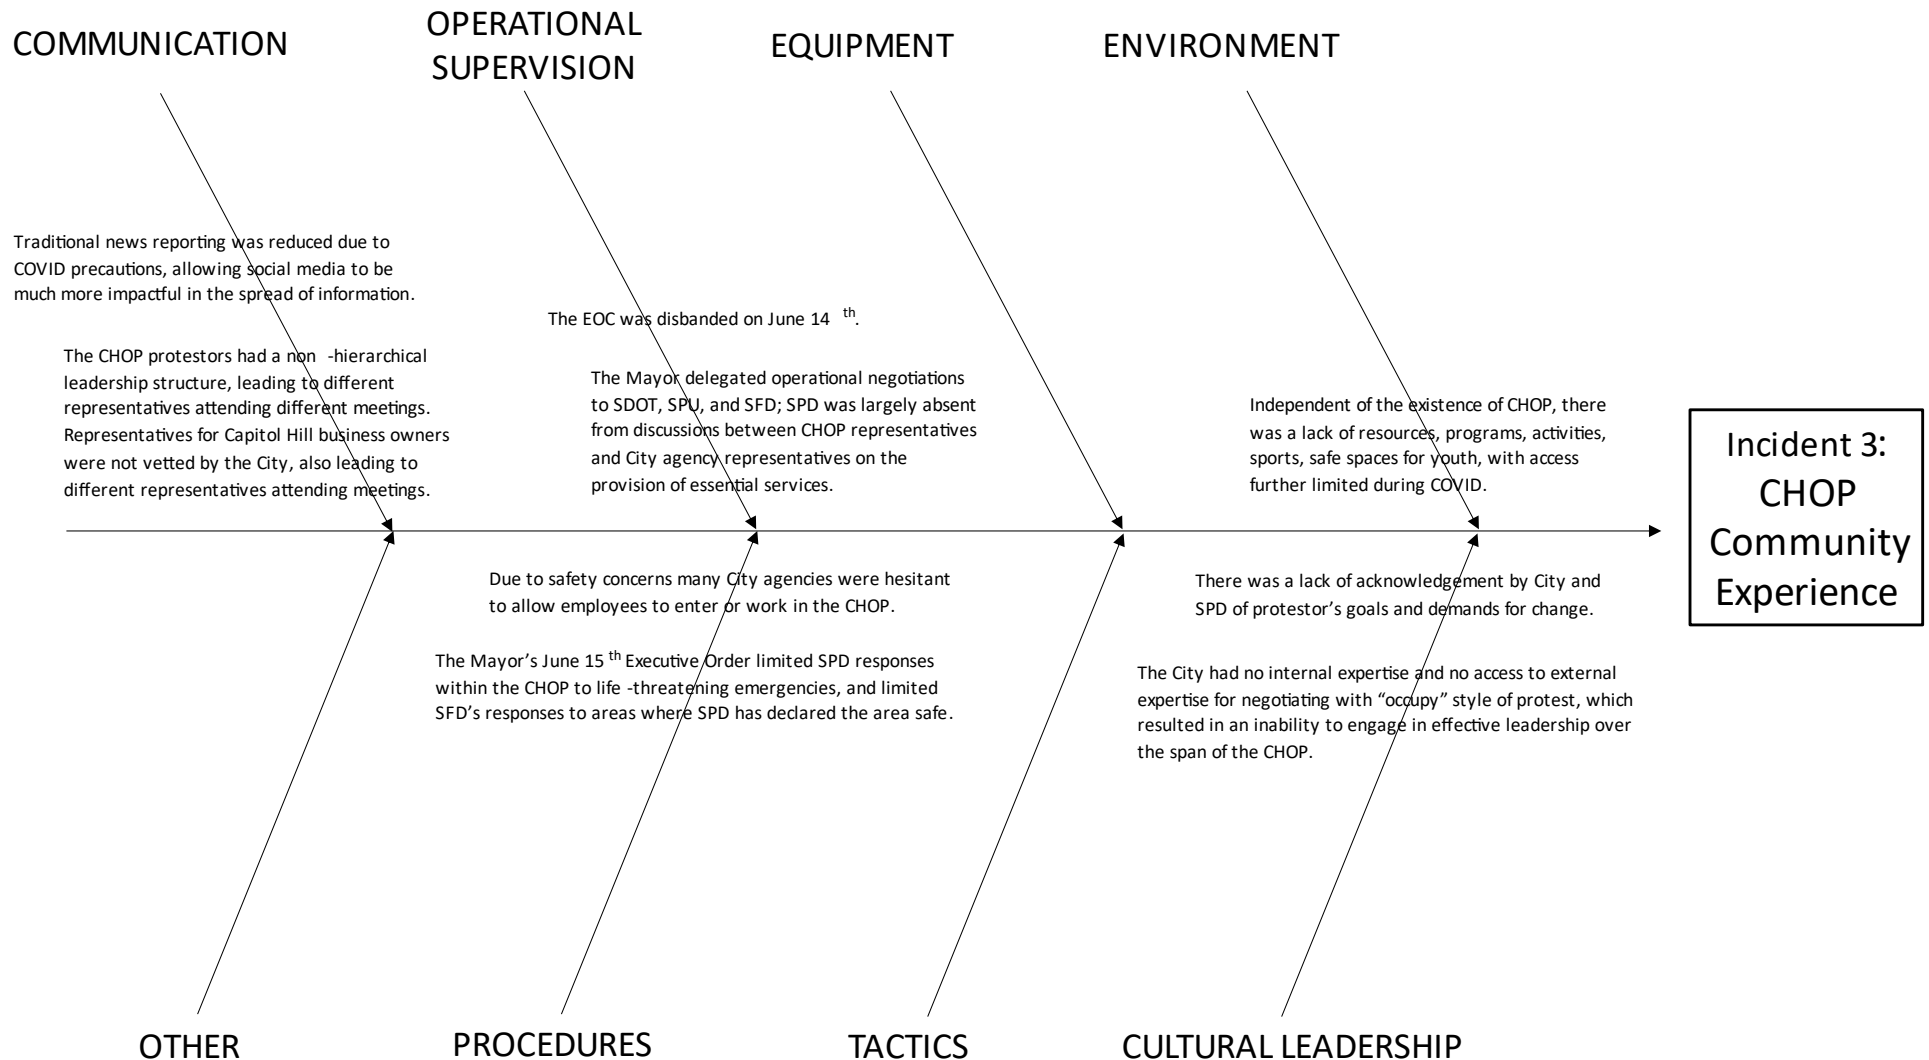 COMMUNICATION
OPERATIONAL
SUPERVISION
EQUIPMENT
ENVIRONMENT
Traditional news reporting was reduced due to
COVID precautions, allowing social media to be
much more impactful in the spread of information.
The CHOP protestors had a non -hierarchical
leadership structure, leading to different
representatives attending different meetings.
Representatives for Capitol Hill business owners
were not vetted by the City, also leading to
different representatives attending meetings.
The EOC was disbanded on June 14 th.
The Mayor delegated operational negotiations
to SDOT, SPU, and SFD; SPD was largely absent
from discussions between CHOP representatives
and City agency representatives on the
provision of essential services.
Independent of the existence of CHOP, there
was a lack of resources, programs, activities,
sports, safe spaces for youth, with access
further limited during COVID.
Incident 3:
CHOP
Community
Experience
Due to safety concerns many City agencies were hesitant
to allow employees to enter or work in the CHOP.
The Mayor’s June 15 th Executive Order limited SPD responses
within the CHOP to life -threatening emergencies, and limited
SFD’s responses to areas where SPD has declared the area safe.
There was a lack of acknowledgement by City and
SPD of protestor’s goals and demands for change.
The City had no internal expertise and no access to external
expertise for negotiating with “occupy” style of protest, which
resulted in an inability to engage in effective leadership over
the span of the CHOP.
OTHER
PROCEDURES
TACTICS
CULTURAL LEADERSHIP